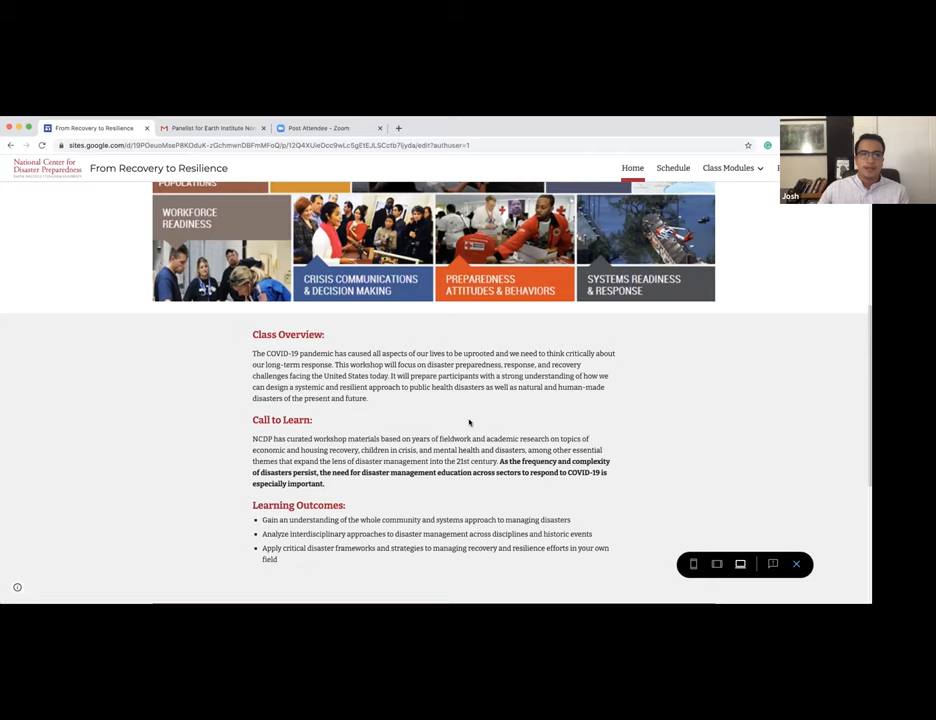 From Recovery to Resilience
Panelist for Earth Institute Nor
Post Attendee - Zoom
National Center for
Disaster Preparedness
From Recovery to Resilience
Home
Schedule
Class Modules
Josh
POPULATIONS
WORKFORCE
READINESS
CRISIS COMMUNICATIONS
& DECISION MAKING
PREPAREDNESS
ATTITUDES & BEHAVIORS
SYSTEMS READINESS
& RESPONSE
Class Overview:
The COVID-19 pandemic has caused all aspects of our lives to be uprooted and we need to think critically about
our long-term response. This workshop will focus on disaster preparedness, response, and recovery
challenges facing the United States today. It will prepare participants with a strong understanding of how we
can design a systemic and resilient approach to public health disasters as well as natural and human-made
disasters of the present and future.
Call to Learn:
NCDP has curated workshop materials based on years of fieldwork and academic research on topics of
economic and housing recovery, children in crisis, and mental health and disasters, among other essential
themes that expand the lens of disaster management into the 21st century. As the frequency and complexity
of disasters persist, the need for disaster management education across sectors to respond to COVID-19 is
especially important.
Learning Outcomes:
Gain an understanding of the whole community and systems approach to managing disasters
Analyze interdisciplinary approaches to disaster management across disciplines and historic events
Apply critical disaster frameworks and strategies to managing recovery and resilience efforts in your own
field